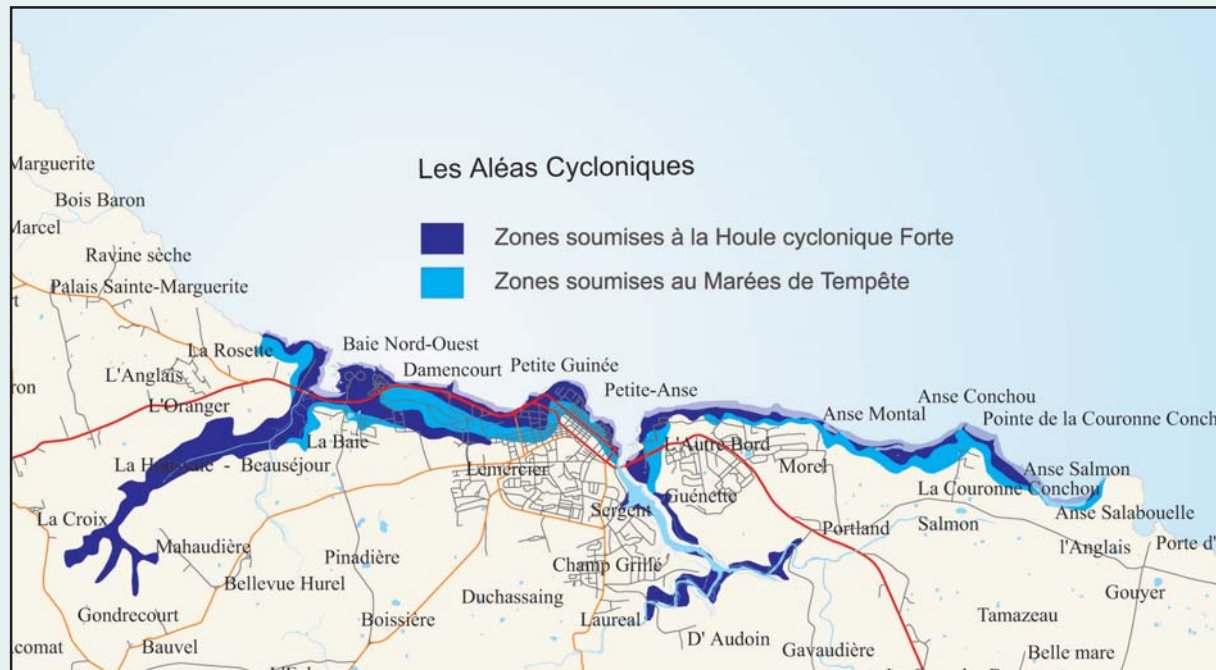 Les Aléas Cycloniques
Zones soumises à la Houle cyclonique Forte
Zones soumises au Marées de Tempête
Marguerite
Bois Baron
Marcel
Ravine sèche
Palais Sainte-Marguerite
rt
La Rosette
Baie Nord-Ouest
Petite Guinée
Damencourt
L'Anglais
Petite-Anse
ron
L'Oranger
Anse Conchou
Anse Montal
Pointe de la Couronne Conch
La Baie
L'Autre Bord
Beauséjour
Lemercier
Morel
Anse Salmon
La Couronne Conchou
Guénette
Sergent
Anse Salabouelle
La Croix
Salmon
Portland
Mahaudière
Pinadière
l'Anglais
Porte d'
Champ Grillé
Bellevue Hurel
Duchassaing
Gouyer
Gondrecourt
Boissière
Laureal
Tamazeau
D' Audoin
comat
Bauvel
Gavaudière
Belle mare